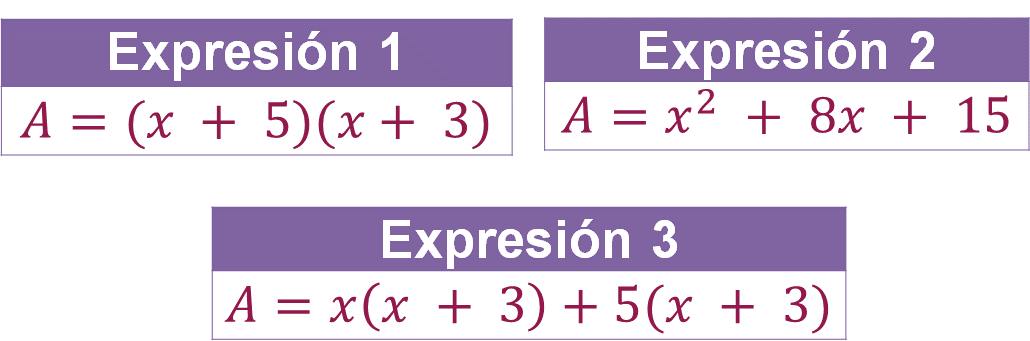 Expresión 1
A = (x + 5)(x + 3)
Expresión 2
A = x² + 8x + 15
Expresión 3
A = x(x + 3) + 5(x + 3)